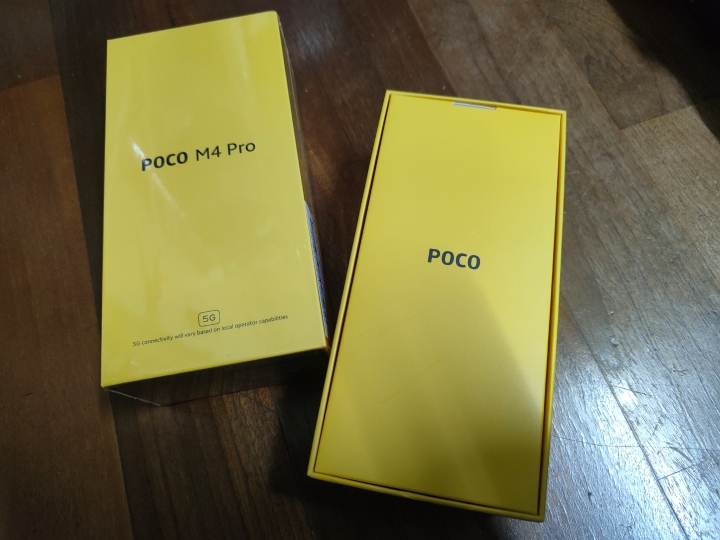 POCO M4 Pro
5G
5G connectivity will vary based on local operator capabilities
POCO